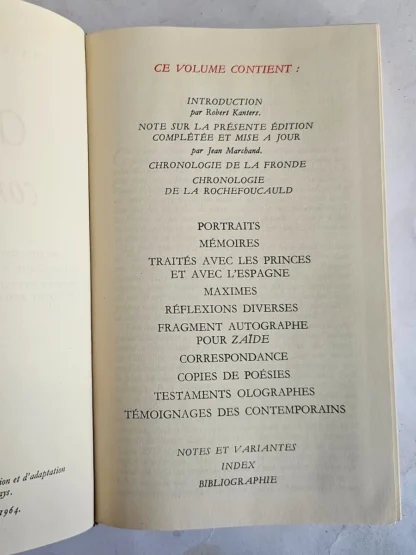 CE VOLUME CONTIENT :
INTRODUCTION
par Robert Kanters.
NOTE SUR LA PRÉSENTE ÉDITION
COMPLÉTÉE ET MISE A JOUR
par Jean Marchand.
CHRONOLOGIE DE LA FRONDE
CHRONOLOGIE
DE LA ROCHEFOUCAULD
PORTRAITS
MÉMOIRES
TRAITÉS AVEC LES PRINCES
ET AVEC L'ESPAGNE
MAXIMES
RÉFLEXIONS DIVERSES
FRAGMENT AUTOGRAPHE
POUR ZAÏDE
CORRESPONDANCE
COPIES DE POÉSIES
TESTAMENTS OLOGRAPHES
TÉMOIGNAGES DES CONTEMPORAINS
NOTES ET VARIANTES
INDEX
BIBLIOGRAPHIE
ion et d'adaptation
ays.
1964.